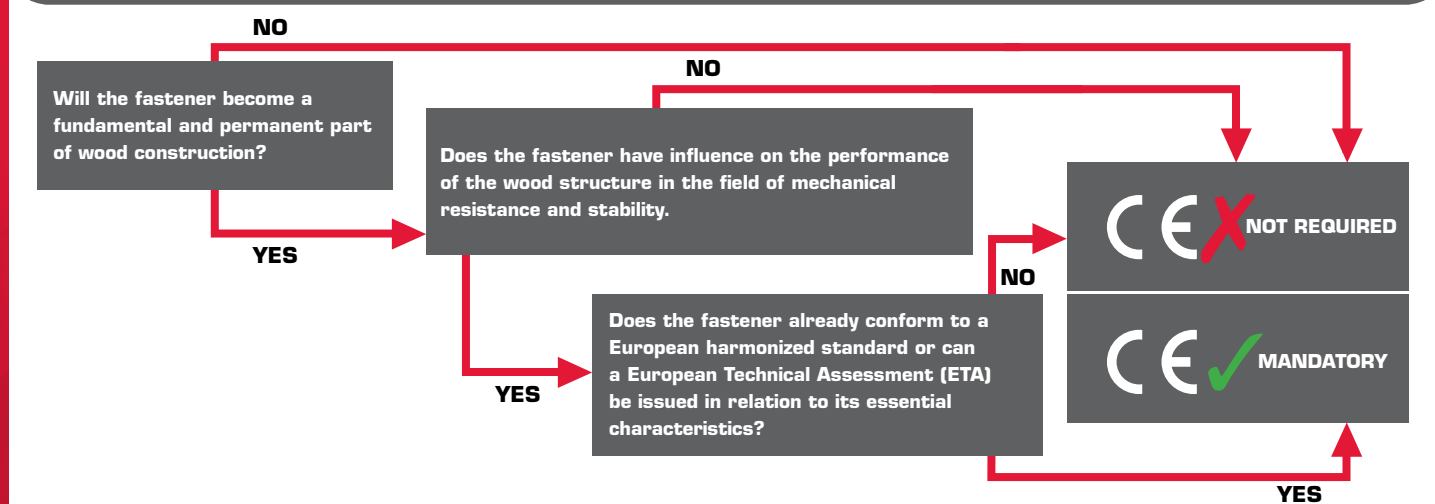 NO
Will the fastener become a
fundamental and permanent part
of wood construction?
YES
NO
Does the fastener have influence on the performance
of the wood structure in the field of mechanical
resistance and stability.
YES
NO
Does the fastener already conform to a
European harmonized standard or can
a European Technical Assessment (ETA)
be issued in relation to its essential
characteristics?
YES
CE NOT REQUIRED
CE MANDATORY